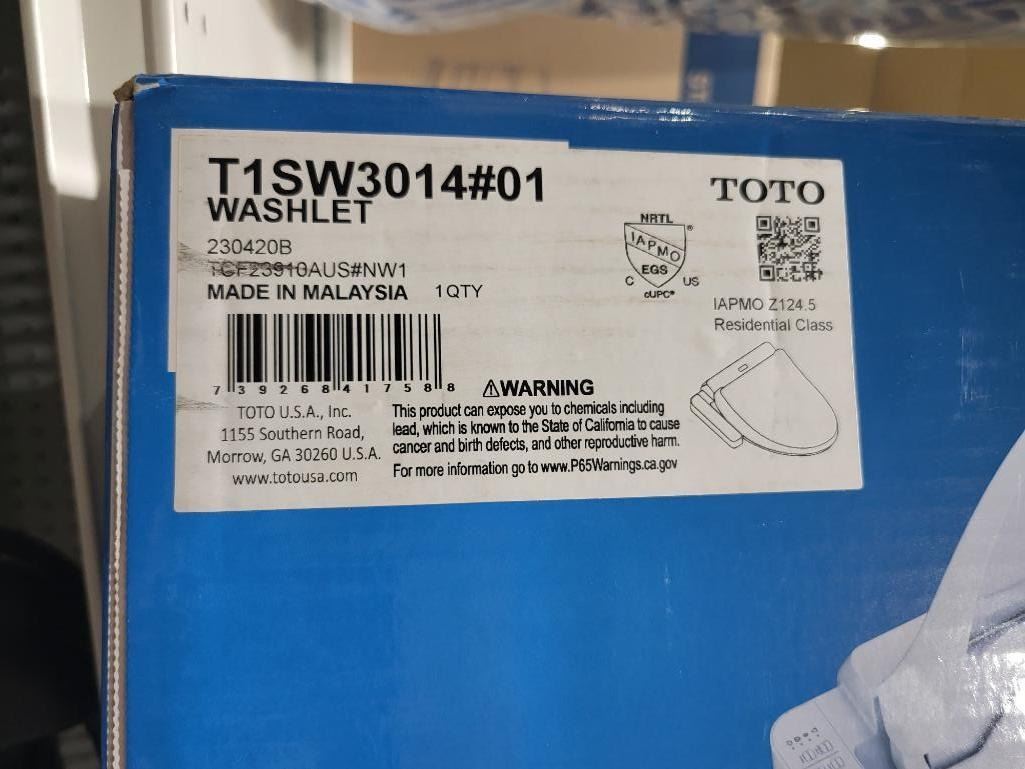 T1SW3014#01
WASHLET
230420B
TCF23910AUS#NW1
MADE IN MALAYSIA 1QTY
7 39268 41758 8
TOTO U.S.A., Inc.
1155 Southern Road,
Morrow, GA 30260 U.S.A.
www.totousa.com
⚠WARNING
This product can expose you to chemicals including
lead, which is known to the State of California to cause
cancer and birth defects, and other reproductive harm.
For more information go to www.P65Warnings.ca.gov
NRTL
®
IAPMO
EGS
C US
cUPC®
TOTO
IAPMO Z124.5
Residential Class